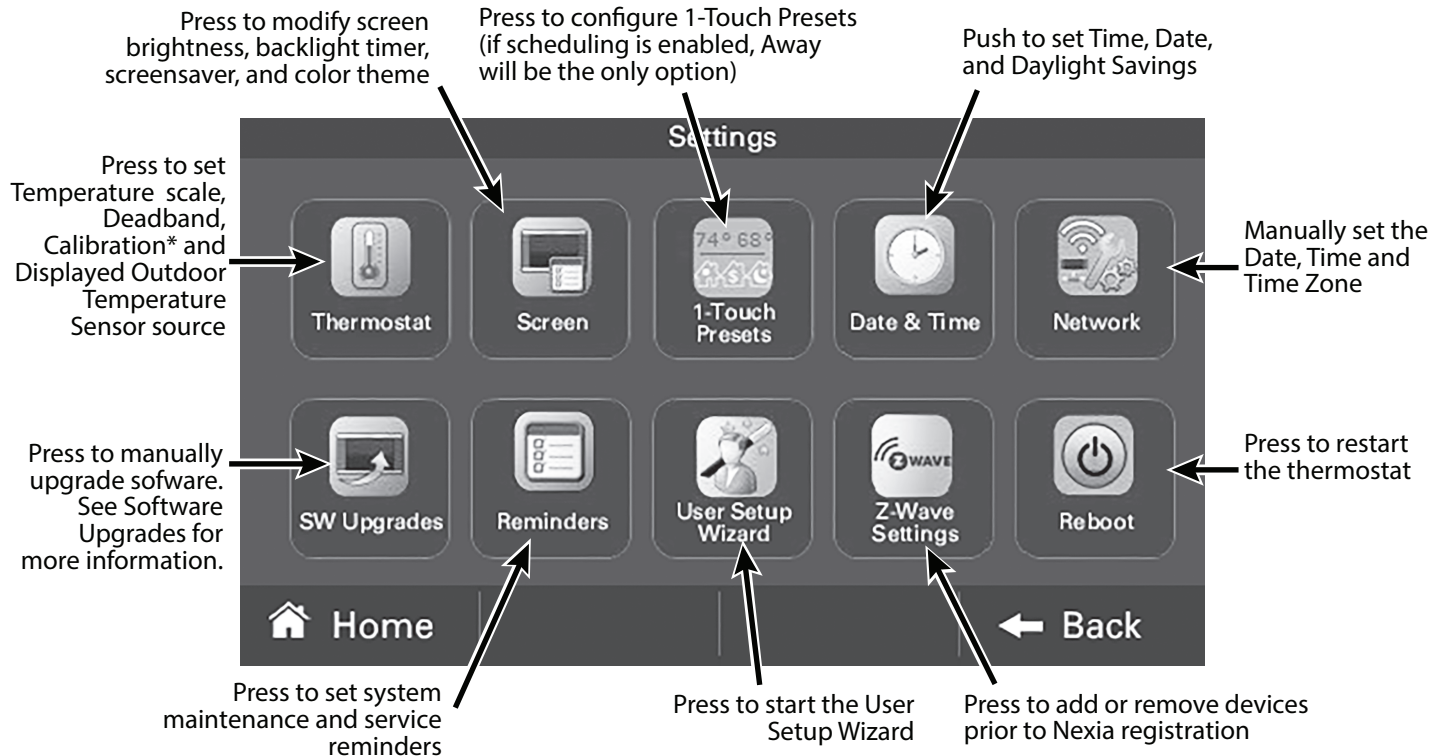 Press to modify screen
brightness, backlight timer,
screensaver, and color theme
Press to configure 1-Touch Presets
(if scheduling is enabled, Away
will be the only option)
Push to set Time, Date,
and Daylight Savings
Press to set
Temperature scale,
Deadband,
Calibration* and
Displayed Outdoor
Temperature
Sensor source
Settings
Thermostat
Screen
74° 68°
1-Touch
Presets
Date & Time
Network
Manually set the
Date, Time and
Time Zone
Press to manually
upgrade sofware.
See Software
Upgrades for
more information.
SW Upgrades
Reminders
User Setup
Wizard
Z WAVE
Z-Wave
Settings
Reboot
Press to restart
the thermostat
Home
Back
Press to set system
maintenance and service
reminders
Press to start the User
Setup Wizard
Press to add or remove devices
prior to Nexia registration